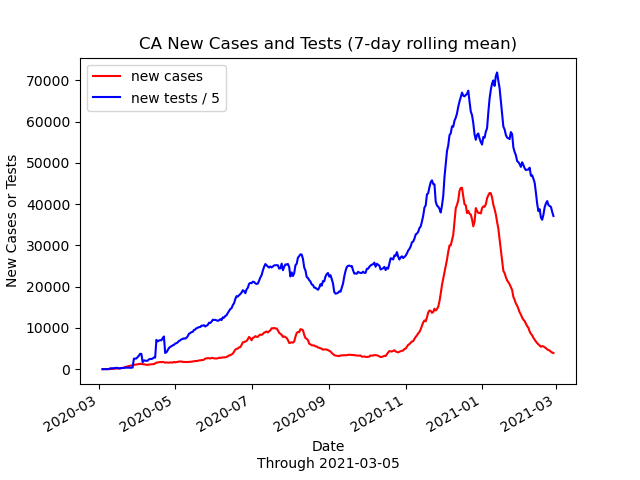 CA New Cases and Tests (7-day rolling mean)
new cases
new tests / 5
70000
60000
50000
40000
30000
20000
10000
0
New Cases or Tests
2020-03
2020-05
2020-07
2020-09
2020-11
2021-01
2021-03
Date
Through 2021-03-05